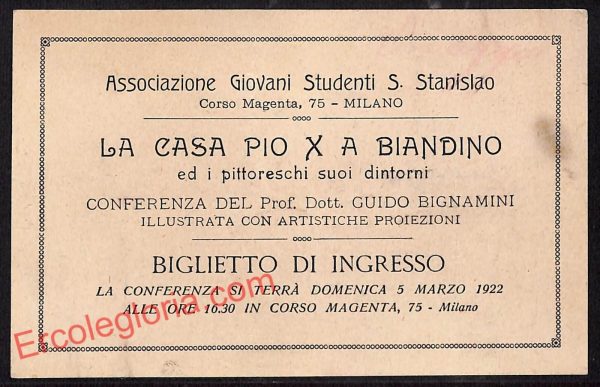 Associazione Giovani Studenti S. Stanislao
Corso Magenta, 75 - MILANO
LA CASA PIO X A BIANDINO
ed i pittoreschi suoi dintorni
CONFERENZA DEL Prof. Dott. GUIDO BIGNAMINI
ILLUSTRATA CON ARTISTICHE PROIEZIONI
BIGLIETTO DI INGRESSO
LA CONFERENZA SI TERRÀ DOMENICA 5 MARZO 1922
ALLE ORE 16.30 IN CORSO MAGENTA, 75 - Milano
Ercolegloria.com